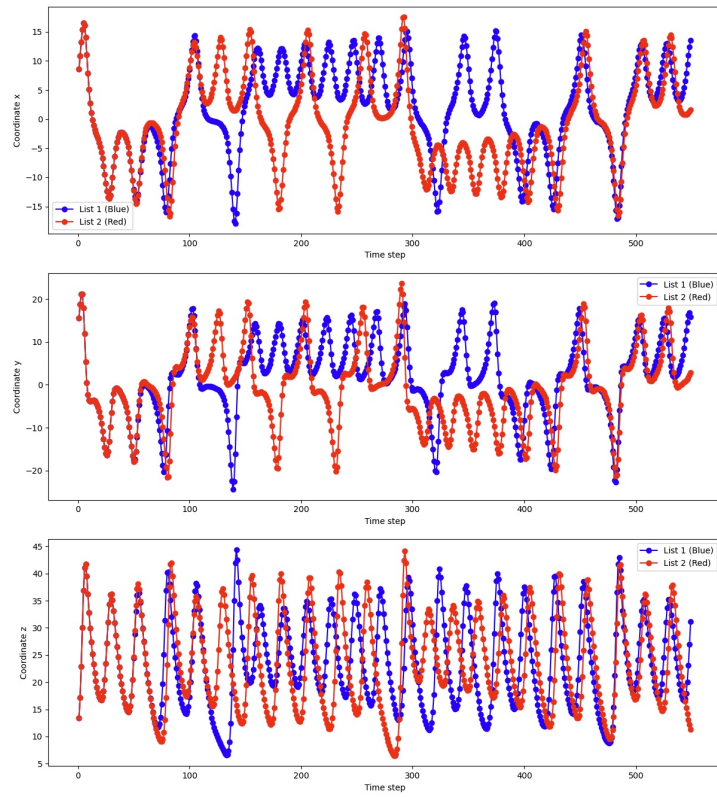 15
10
5
0
−5
−10
−15
Coordinate x
List 1 (Blue)
List 2 (Red)
0 100 200 300 400 500
Time step
20
10
0
−10
−20
Coordinate y
List 1 (Blue)
List 2 (Red)
0 100 200 300 400 500
Time step
45
40
35
30
25
20
15
10
5
Coordinate z
List 1 (Blue)
List 2 (Red)
0 100 200 300 400 500
Time step